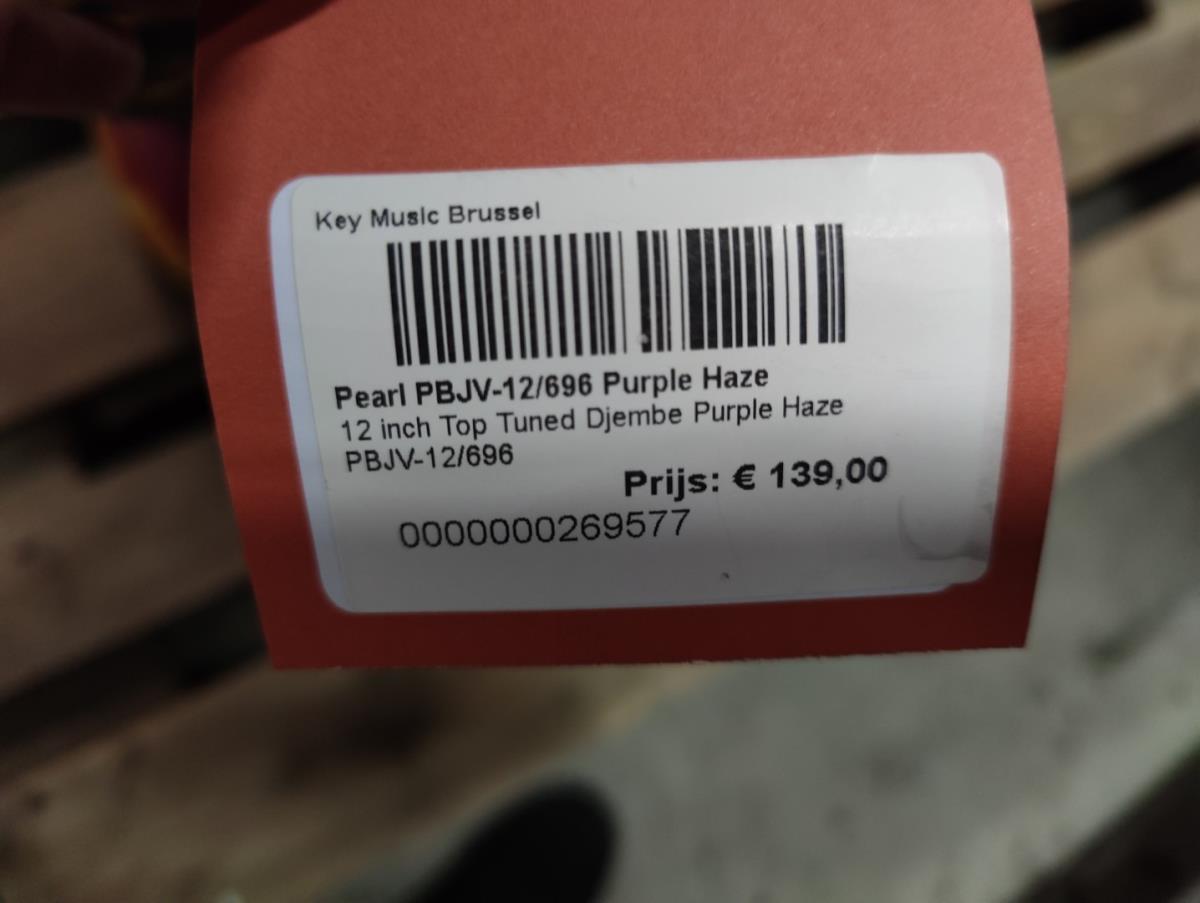 Key Music Brussel
Pearl PBJV-12/696 Purple Haze
12 inch Top Tuned Djembe Purple Haze
PBJV-12/696
Prijs: € 139,00
0000000269577